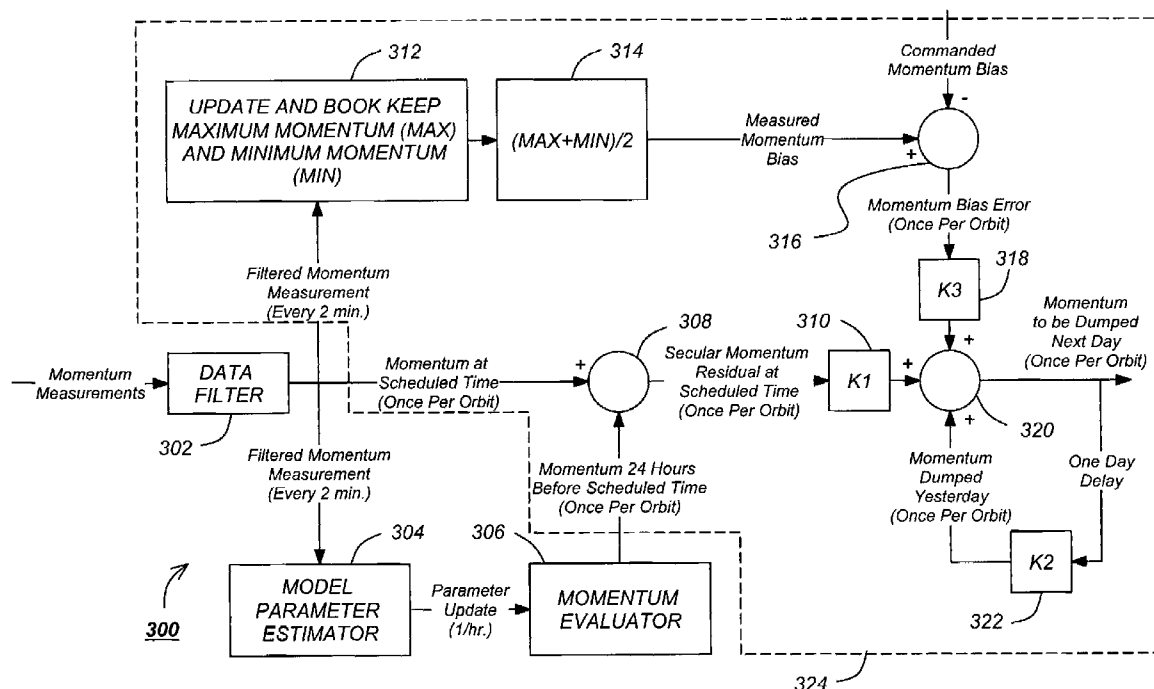 312
314
Commanded
Momentum Bias
-
UPDATE AND BOOK KEEP
MAXIMUM MOMENTUM (MAX)
AND MINIMUM MOMENTUM
(MIN)
(MAX+MIN)/2
Measured
Momentum
Bias
+
316
Momentum Bias Error
(Once Per Orbit)
318
K3
Filtered Momentum
Measurement
(Every 2 min.)
Momentum
to be Dumped
Next Day
(Once Per Orbit)
Momentum
Measurements
DATA
FILTER
302
Momentum at
Scheduled Time
(Once Per Orbit)
+
308
Secular Momentum
Residual at
Scheduled Time
(Once Per Orbit)
310
K1
+
+
+
320
Filtered Momentum
Measurement
(Every 2 min.)
Momentum 24 Hours
Before Scheduled Time
(Once Per Orbit)
Momentum
Dumped
Yesterday
(Once Per Orbit)
One Day
Delay
K2
322
304
306
MODEL
PARAMETER
ESTIMATOR
Parameter
Update
(1/hr.)
MOMENTUM
EVALUATOR
300
324